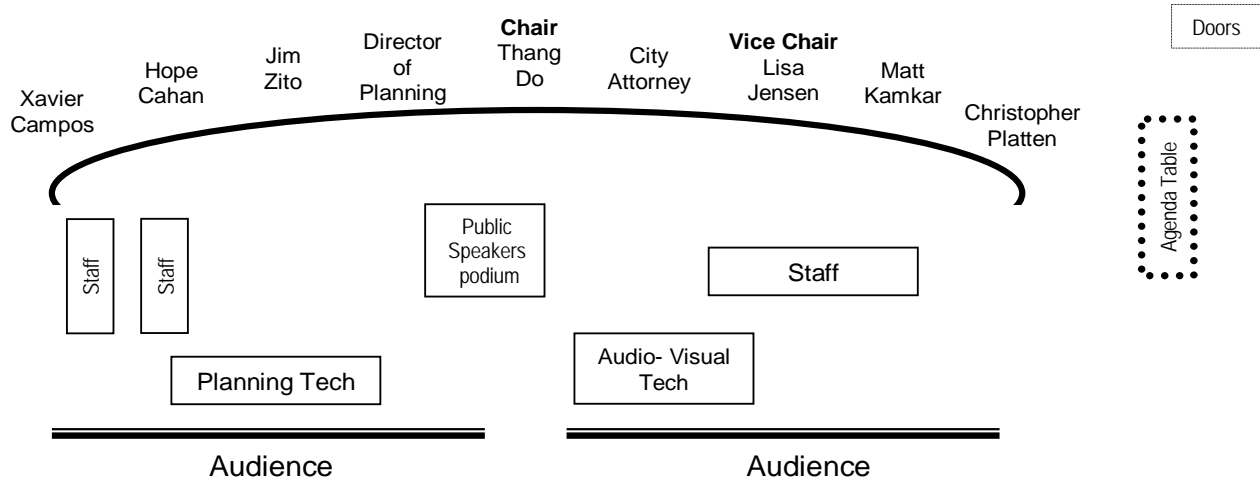 Xavier
Campos
Hope
Cahan
Jim
Zito
Director
of
Planning
Chair
Thang
Do
City
Attorney
Vice Chair
Lisa
Jensen
Matt
Kamkar
Christopher
Platten
Doors
Agenda Table
Staff
Staff
Public
Speakers
podium
Staff
Planning Tech
Audio- Visual
Tech
Audience
Audience